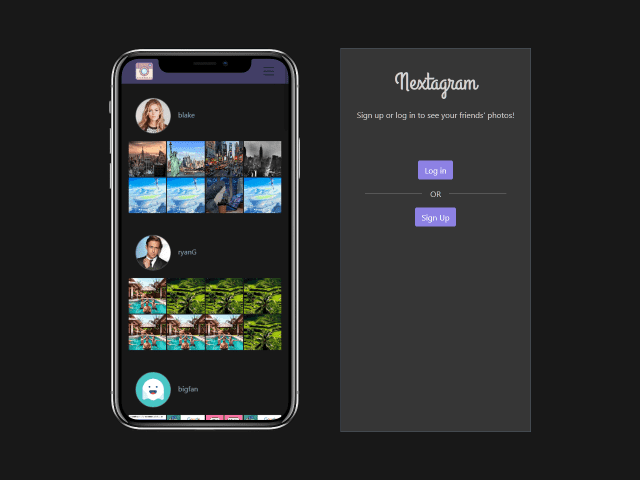 blake
ryanG
bigfan
Nextagram
Sign up or log in to see your friends' photos!
Log in
OR
Sign Up